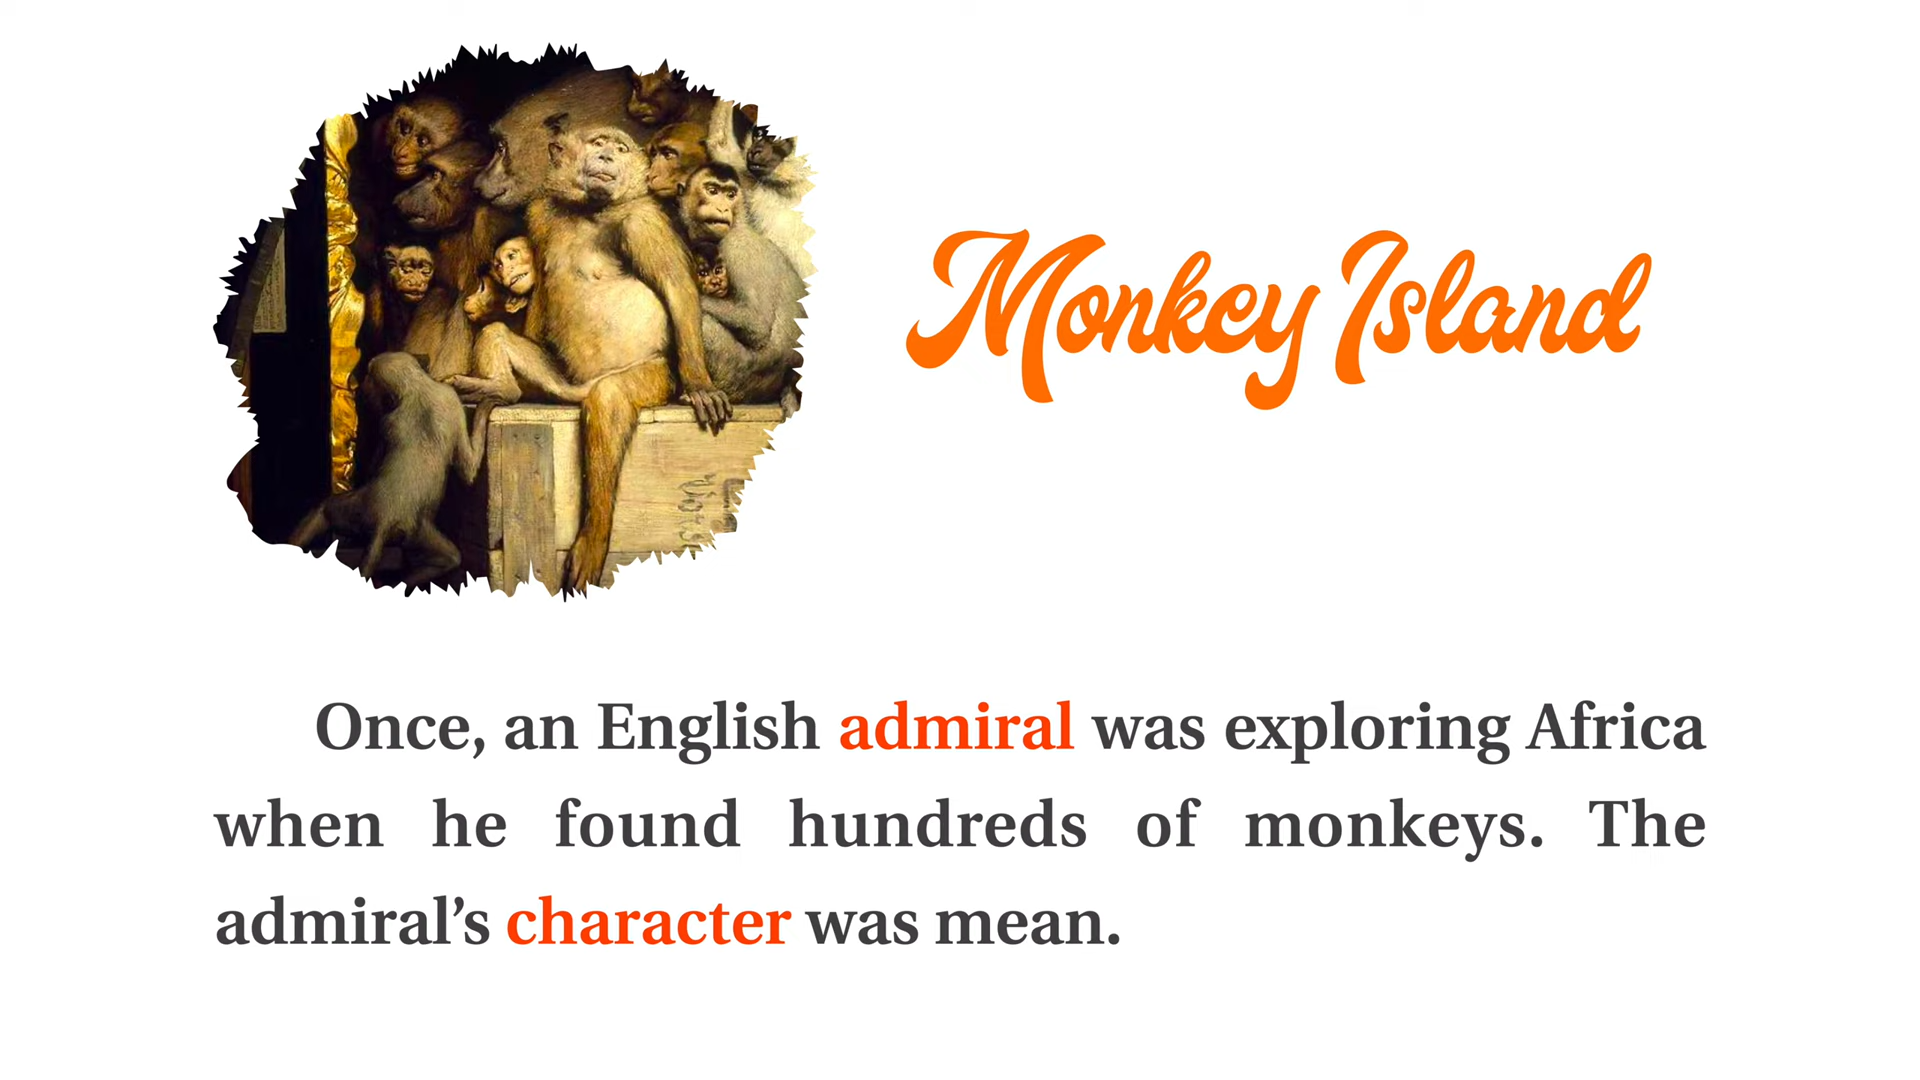 Monkey Island
Once, an English admiral was exploring Africa
when he found hundreds of monkeys. The
admiral’s character was mean.